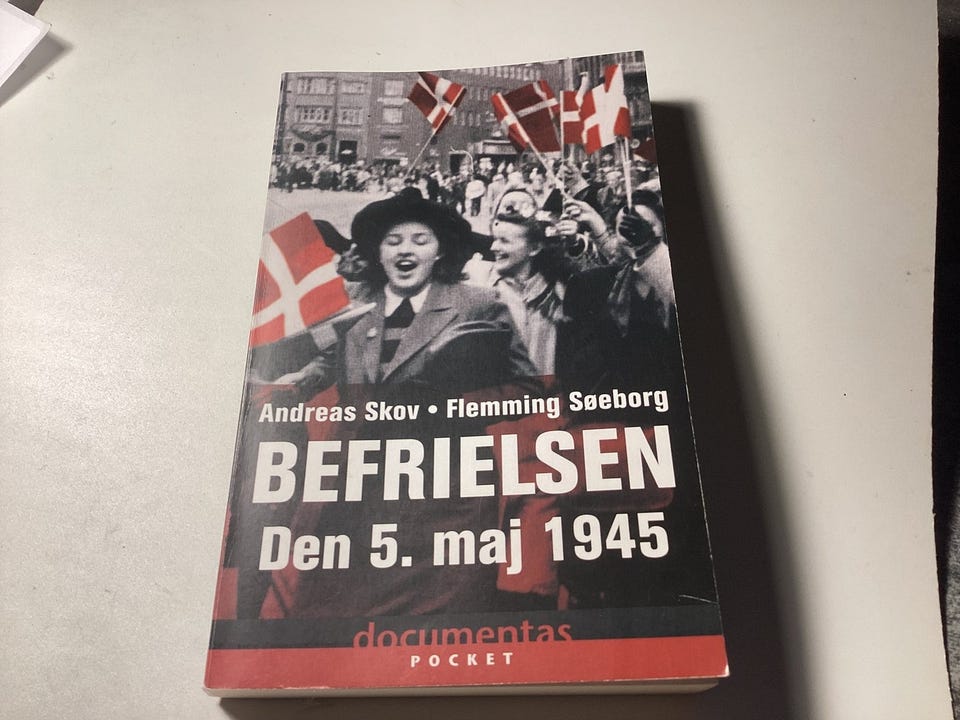 Andreas Skov • Flemming Søeborg
BEFRIELSEN
Den 5. maj 1945
documentas
POCKET